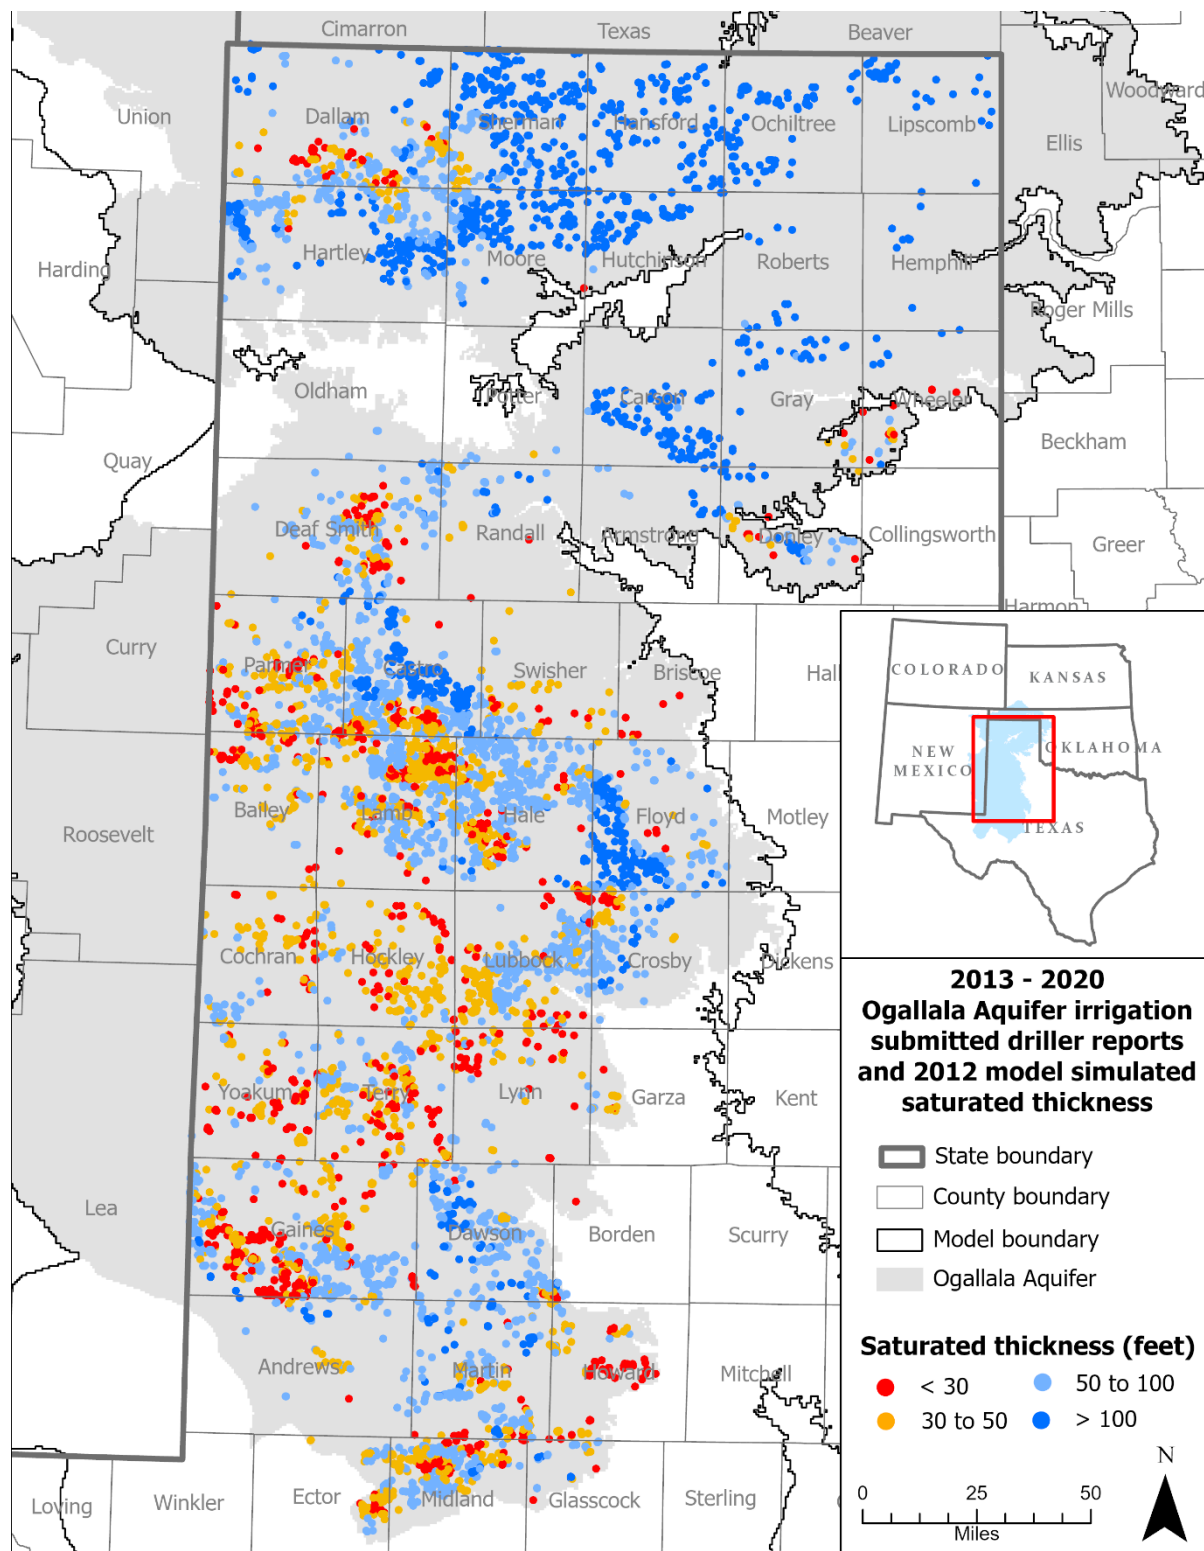 Cimarron
Texas
Beaver
Union
Dallam
Sherman
Hansford
Ochiltree
Lipscomb
Woodward
Ellis
Harding
Hartley
Moore
Hutchinson
Roberts
Hemphill
Roger Mills
Oldham
Potter
Carson
Gray
Wheeler
Beckham
Quay
Deaf Smith
Randall
Armstrong
Donley
Collingsworth
Greer
Harmon
Curry
Parmer
Castro
Swisher
Briscoe
Hall
COLORADO
KANSAS
NEW
MEXICO
OKLAHOMA
TEXAS
Roosevelt
Bailey
Lamb
Hale
Floyd
Motley
Cochran
Hockley
Lubbock
Crosby
Dickens
Yoakum
Terry
Lynn
Garza
Kent
Lea
Gaines
Dawson
Borden
Scurry
Andrews
Martin
Howard
Mitchell
Loving
Winkler
Ector
Midland
Glasscock
Sterling
2013 - 2020
Ogallala Aquifer irrigation
submitted driller reports
and 2012 model simulated
saturated thickness
State boundary
County boundary
Model boundary
Ogallala Aquifer
Saturated thickness (feet)
< 30
50 to 100
30 to 50
> 100
N
0 25 50
Miles